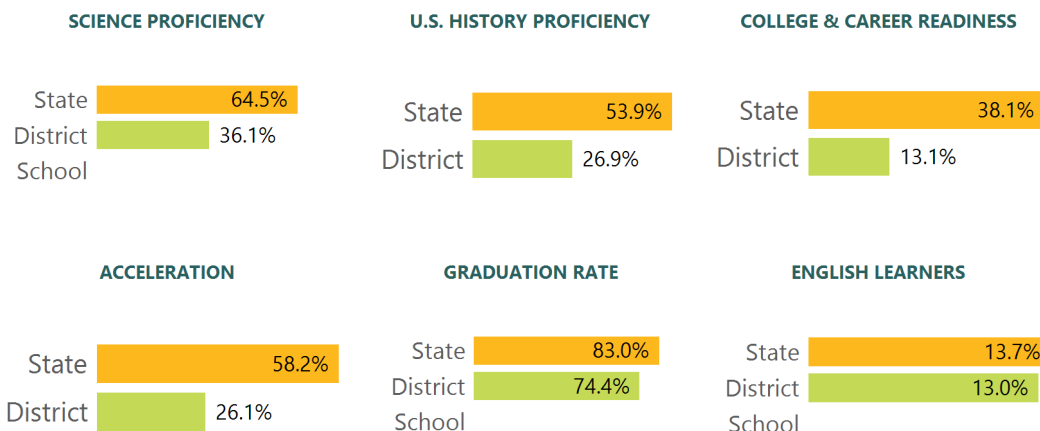 SCIENCE PROFICIENCY
State 64.5%
District 36.1%
School
U.S. HISTORY PROFICIENCY
State 53.9%
District 26.9%
COLLEGE & CAREER READINESS
State 38.1%
District 13.1%
ACCELERATION
State 58.2%
District 26.1%
GRADUATION RATE
State 83.0%
District 74.4%
School
ENGLISH LEARNERS
State 13.7%
District 13.0%
School